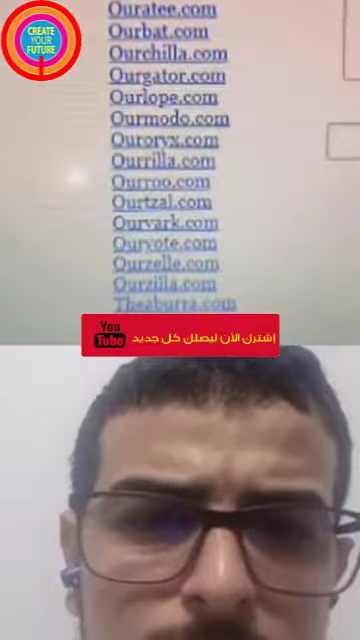 CREATE
YOUR
FUTURE
Ouratee.com
Ourbat.com
Ourchilla.com
Ourgator.com
Ourlope.com
Ourmodo.com
Ouroryx.com
Ourrilla.com
Ourroo.com
Ourtzal.com
Ourvark.com
Ouryote.com
Ourzelle.com
Ourzilla.com
Theaburra.com
You
Tube
إشترك الآن ليصلك كل جديد